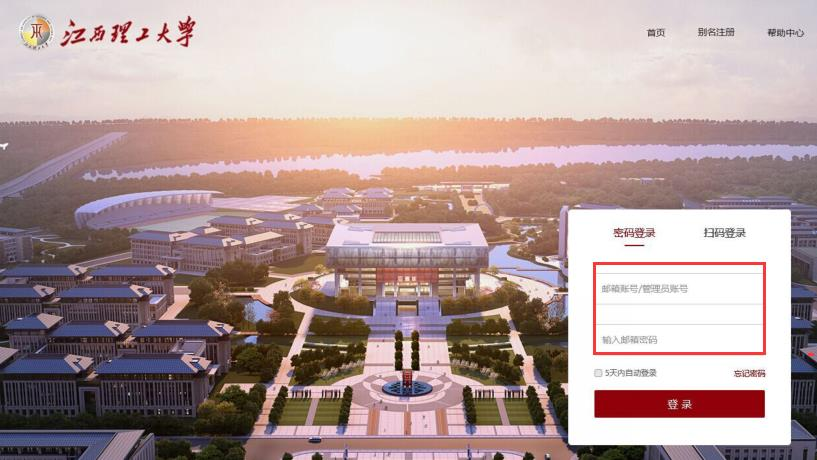 江西理工大学
首页 别名注册 帮助中心
密码登录 扫码登录
邮箱账号/管理员账号
输入邮箱密码
5天内自动登录 忘记密码
登 录